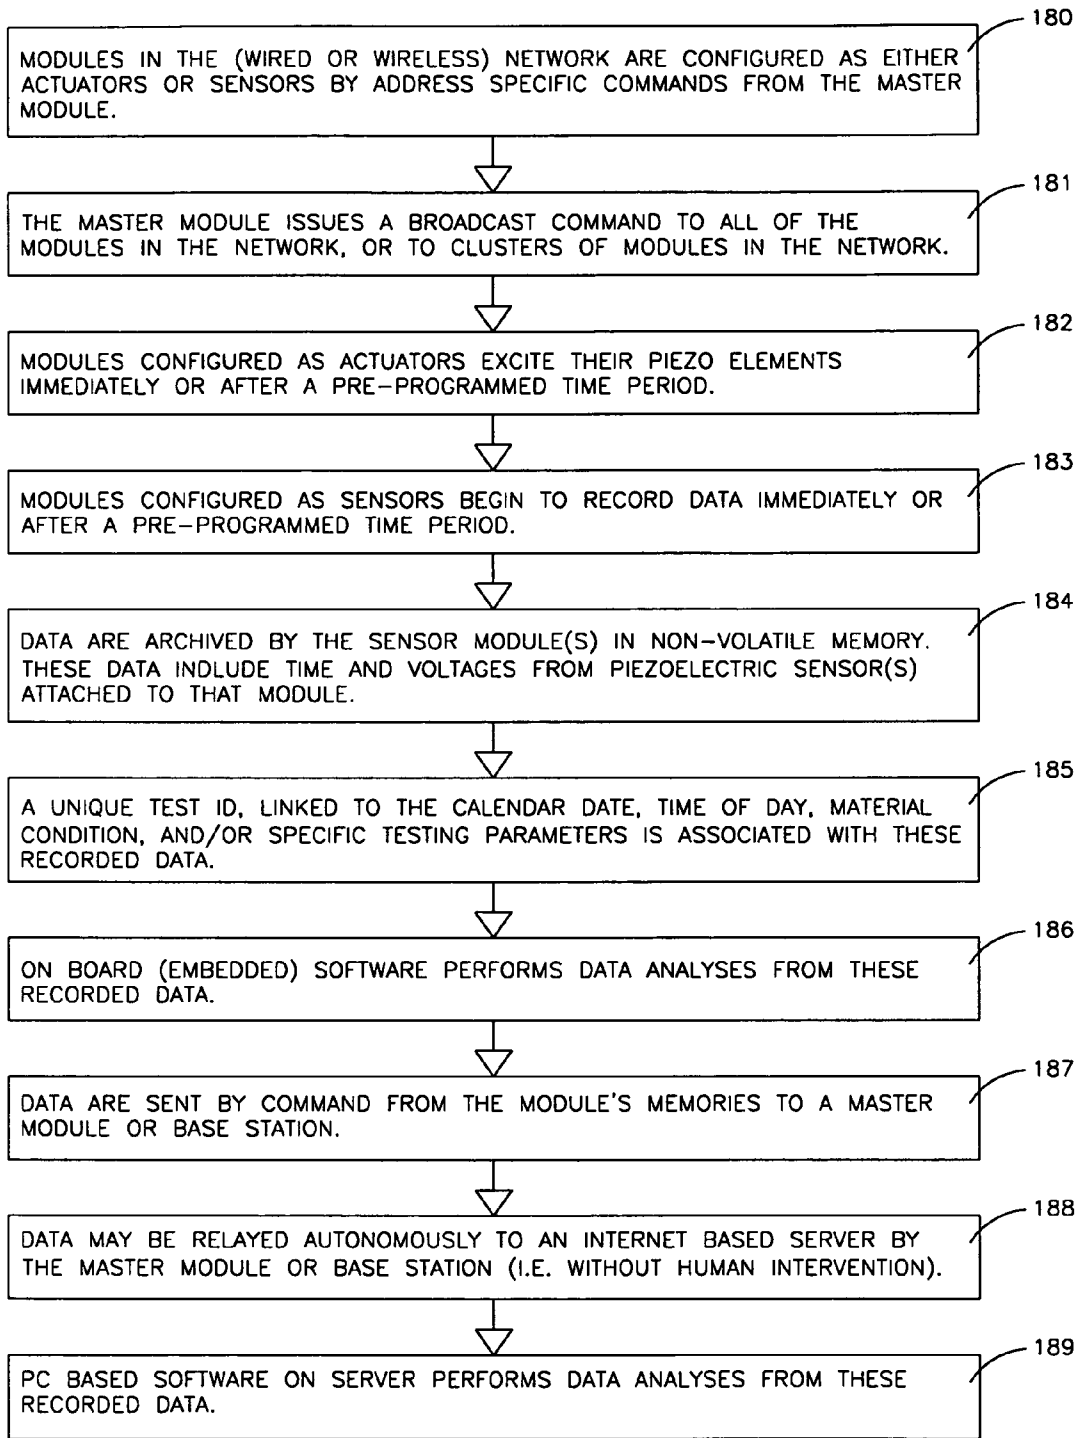 180
MODULES IN THE (WIRED OR WIRELESS) NETWORK ARE CONFIGURED AS EITHER
ACTUATORS OR SENSORS BY ADDRESS SPECIFIC COMMANDS FROM THE MASTER
MODULE.
181
THE MASTER MODULE ISSUES A BROADCAST COMMAND TO ALL OF THE
MODULES IN THE NETWORK, OR TO CLUSTERS OF MODULES IN THE NETWORK.
182
MODULES CONFIGURED AS ACTUATORS EXCITE THEIR PIEZO ELEMENTS
IMMEDIATELY OR AFTER A PRE-PROGRAMMED TIME PERIOD.
183
MODULES CONFIGURED AS SENSORS BEGIN TO RECORD DATA IMMEDIATELY OR
AFTER A PRE-PROGRAMMED TIME PERIOD.
184
DATA ARE ARCHIVED BY THE SENSOR MODULE(S) IN NON-VOLATILE MEMORY.
THESE DATA INCLUDE TIME AND VOLTAGES FROM PIEZOELECTRIC SENSOR(S)
ATTACHED TO THAT MODULE.
185
A UNIQUE TEST ID, LINKED TO THE CALENDAR DATE, TIME OF DAY, MATERIAL
CONDITION, AND/OR SPECIFIC TESTING PARAMETERS IS ASSOCIATED WITH THESE
RECORDED DATA.
186
ON BOARD (EMBEDDED) SOFTWARE PERFORMS DATA ANALYSES FROM THESE
RECORDED DATA.
187
DATA ARE SENT BY COMMAND FROM THE MODULE'S MEMORIES TO A MASTER
MODULE OR BASE STATION.
188
DATA MAY BE RELAYED AUTONOMOUSLY TO AN INTERNET BASED SERVER BY
THE MASTER MODULE OR BASE STATION (I.E. WITHOUT HUMAN INTERVENTION).
189
PC BASED SOFTWARE ON SERVER PERFORMS DATA ANALYSES FROM THESE
RECORDED DATA.